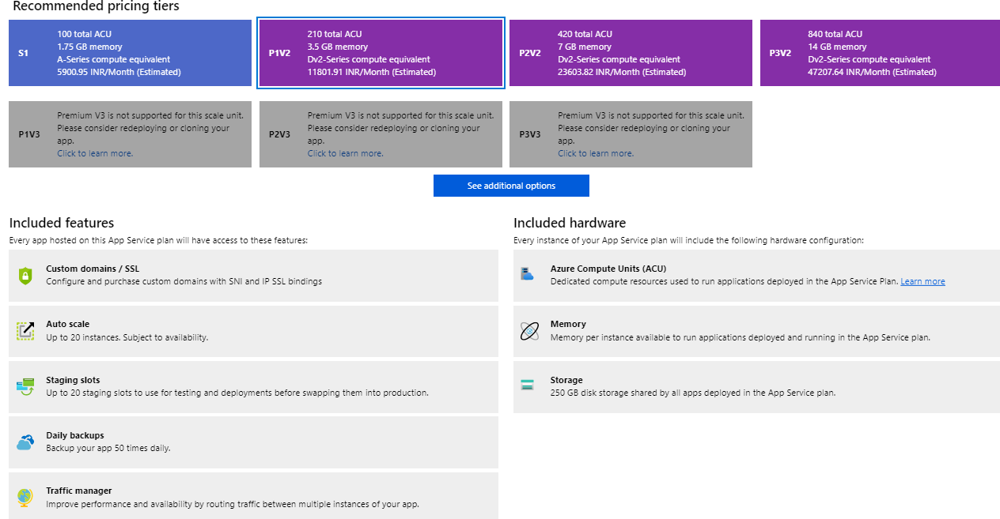 Recommended pricing tiers
S1
100 total ACU
1.75 GB memory
A-Series compute equivalent
5900.95 INR/Month (Estimated)
P1V2
210 total ACU
3.5 GB memory
Dv2-Series compute equivalent
11801.91 INR/Month (Estimated)
P2V2
420 total ACU
7 GB memory
Dv2-Series compute equivalent
23603.82 INR/Month (Estimated)
P3V2
840 total ACU
14 GB memory
Dv2-Series compute equivalent
47207.64 INR/Month (Estimated)
P1V3
Premium V3 is not supported for this scale unit.
Please consider redeploying or cloning your
app.
Click to learn more.
P2V3
Premium V3 is not supported for this scale unit.
Please consider redeploying or cloning your
app.
Click to learn more.
P3V3
Premium V3 is not supported for this scale unit.
Please consider redeploying or cloning your
app.
Click to learn more.
See additional options
Included features
Every app hosted on this App Service plan will have access to these features:
Custom domains / SSL
Configure and purchase custom domains with SNI and IP SSL bindings
Auto scale
Up to 20 instances. Subject to availability.
Staging slots
Up to 20 staging slots to use for testing and deployments before swapping them into production.
Daily backups
Backup your app 50 times daily.
Traffic manager
Improve performance and availability by routing traffic between multiple instances of your app.
Included hardware
Every instance of your App Service plan will include the following hardware configuration:
Azure Compute Units (ACU)
Dedicated compute resources used to run applications deployed in the App Service Plan. Learn more
Memory
Memory per instance available to run applications deployed and running in the App Service plan.
Storage
250 GB disk storage shared by all apps deployed in the App Service plan.